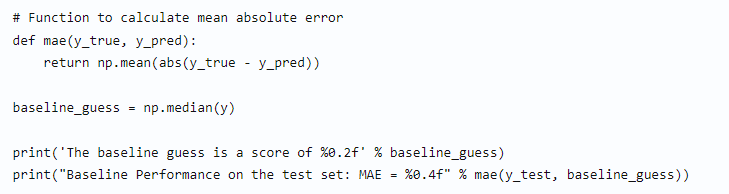 # Function to calculate mean absolute error
def mae(y_true, y_pred):
    return np.mean(abs(y_true - y_pred))

baseline_guess = np.median(y)

print('The baseline guess is a score of %0.2f' % baseline_guess)
print("Baseline Performance on the test set: MAE = %0.4f" % mae(y_test, baseline_guess))